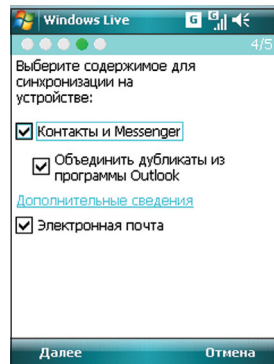 Windows Live
G
G
4/5
Выберите содержимое для
синхронизации на
устройстве:
Контакты и Messenger
Объединить дубликаты из
программы Outlook
Дополнительные сведения
Электронная почта
Далее
Отмена